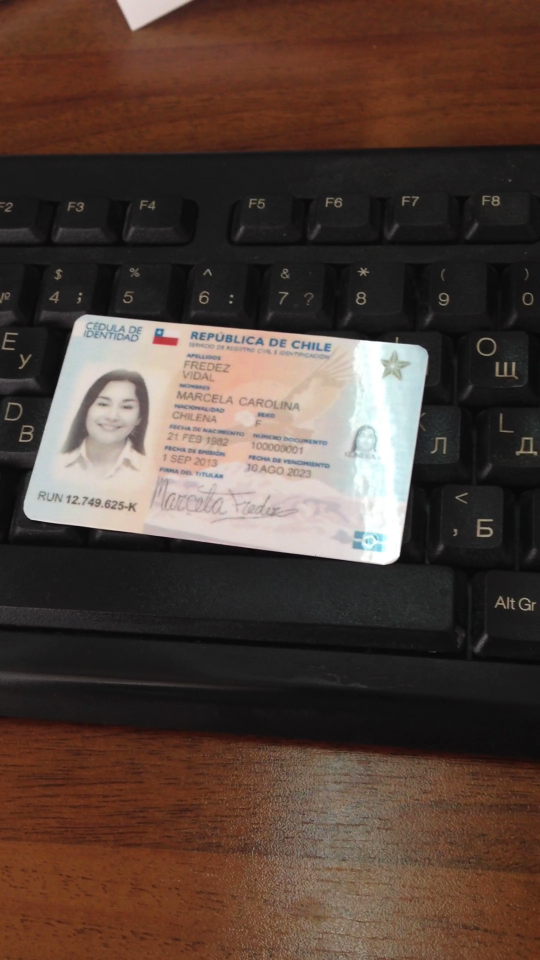 F2 F3 F4 F5 F6 F7 F8
$ % ^ & * ( )
№ 4 ; 5 6 : 7 ? 8 9 0
E O
У Щ
D L
В Л Д
<
, Б
Alt Gr
CÉDULA DE
IDENTIDAD
REPÚBLICA DE CHILE
SERVICIO DE REGISTRO CIVIL E IDENTIFICACIÓN
APELLIDOS
FREDEZ
VIDAL
NOMBRES
MARCELA CAROLINA
NACIONALIDAD SEXO
CHILENA F
FECHA DE NACIMIENTO NÚMERO DOCUMENTO
21 FEB 1982 100003001
FECHA DE EMISIÓN FECHA DE VENCIMIENTO
1 SEP 2013 10 AGO 2023
FIRMA DEL TITULAR
Marcela Fredez
RUN 12.749.625-K